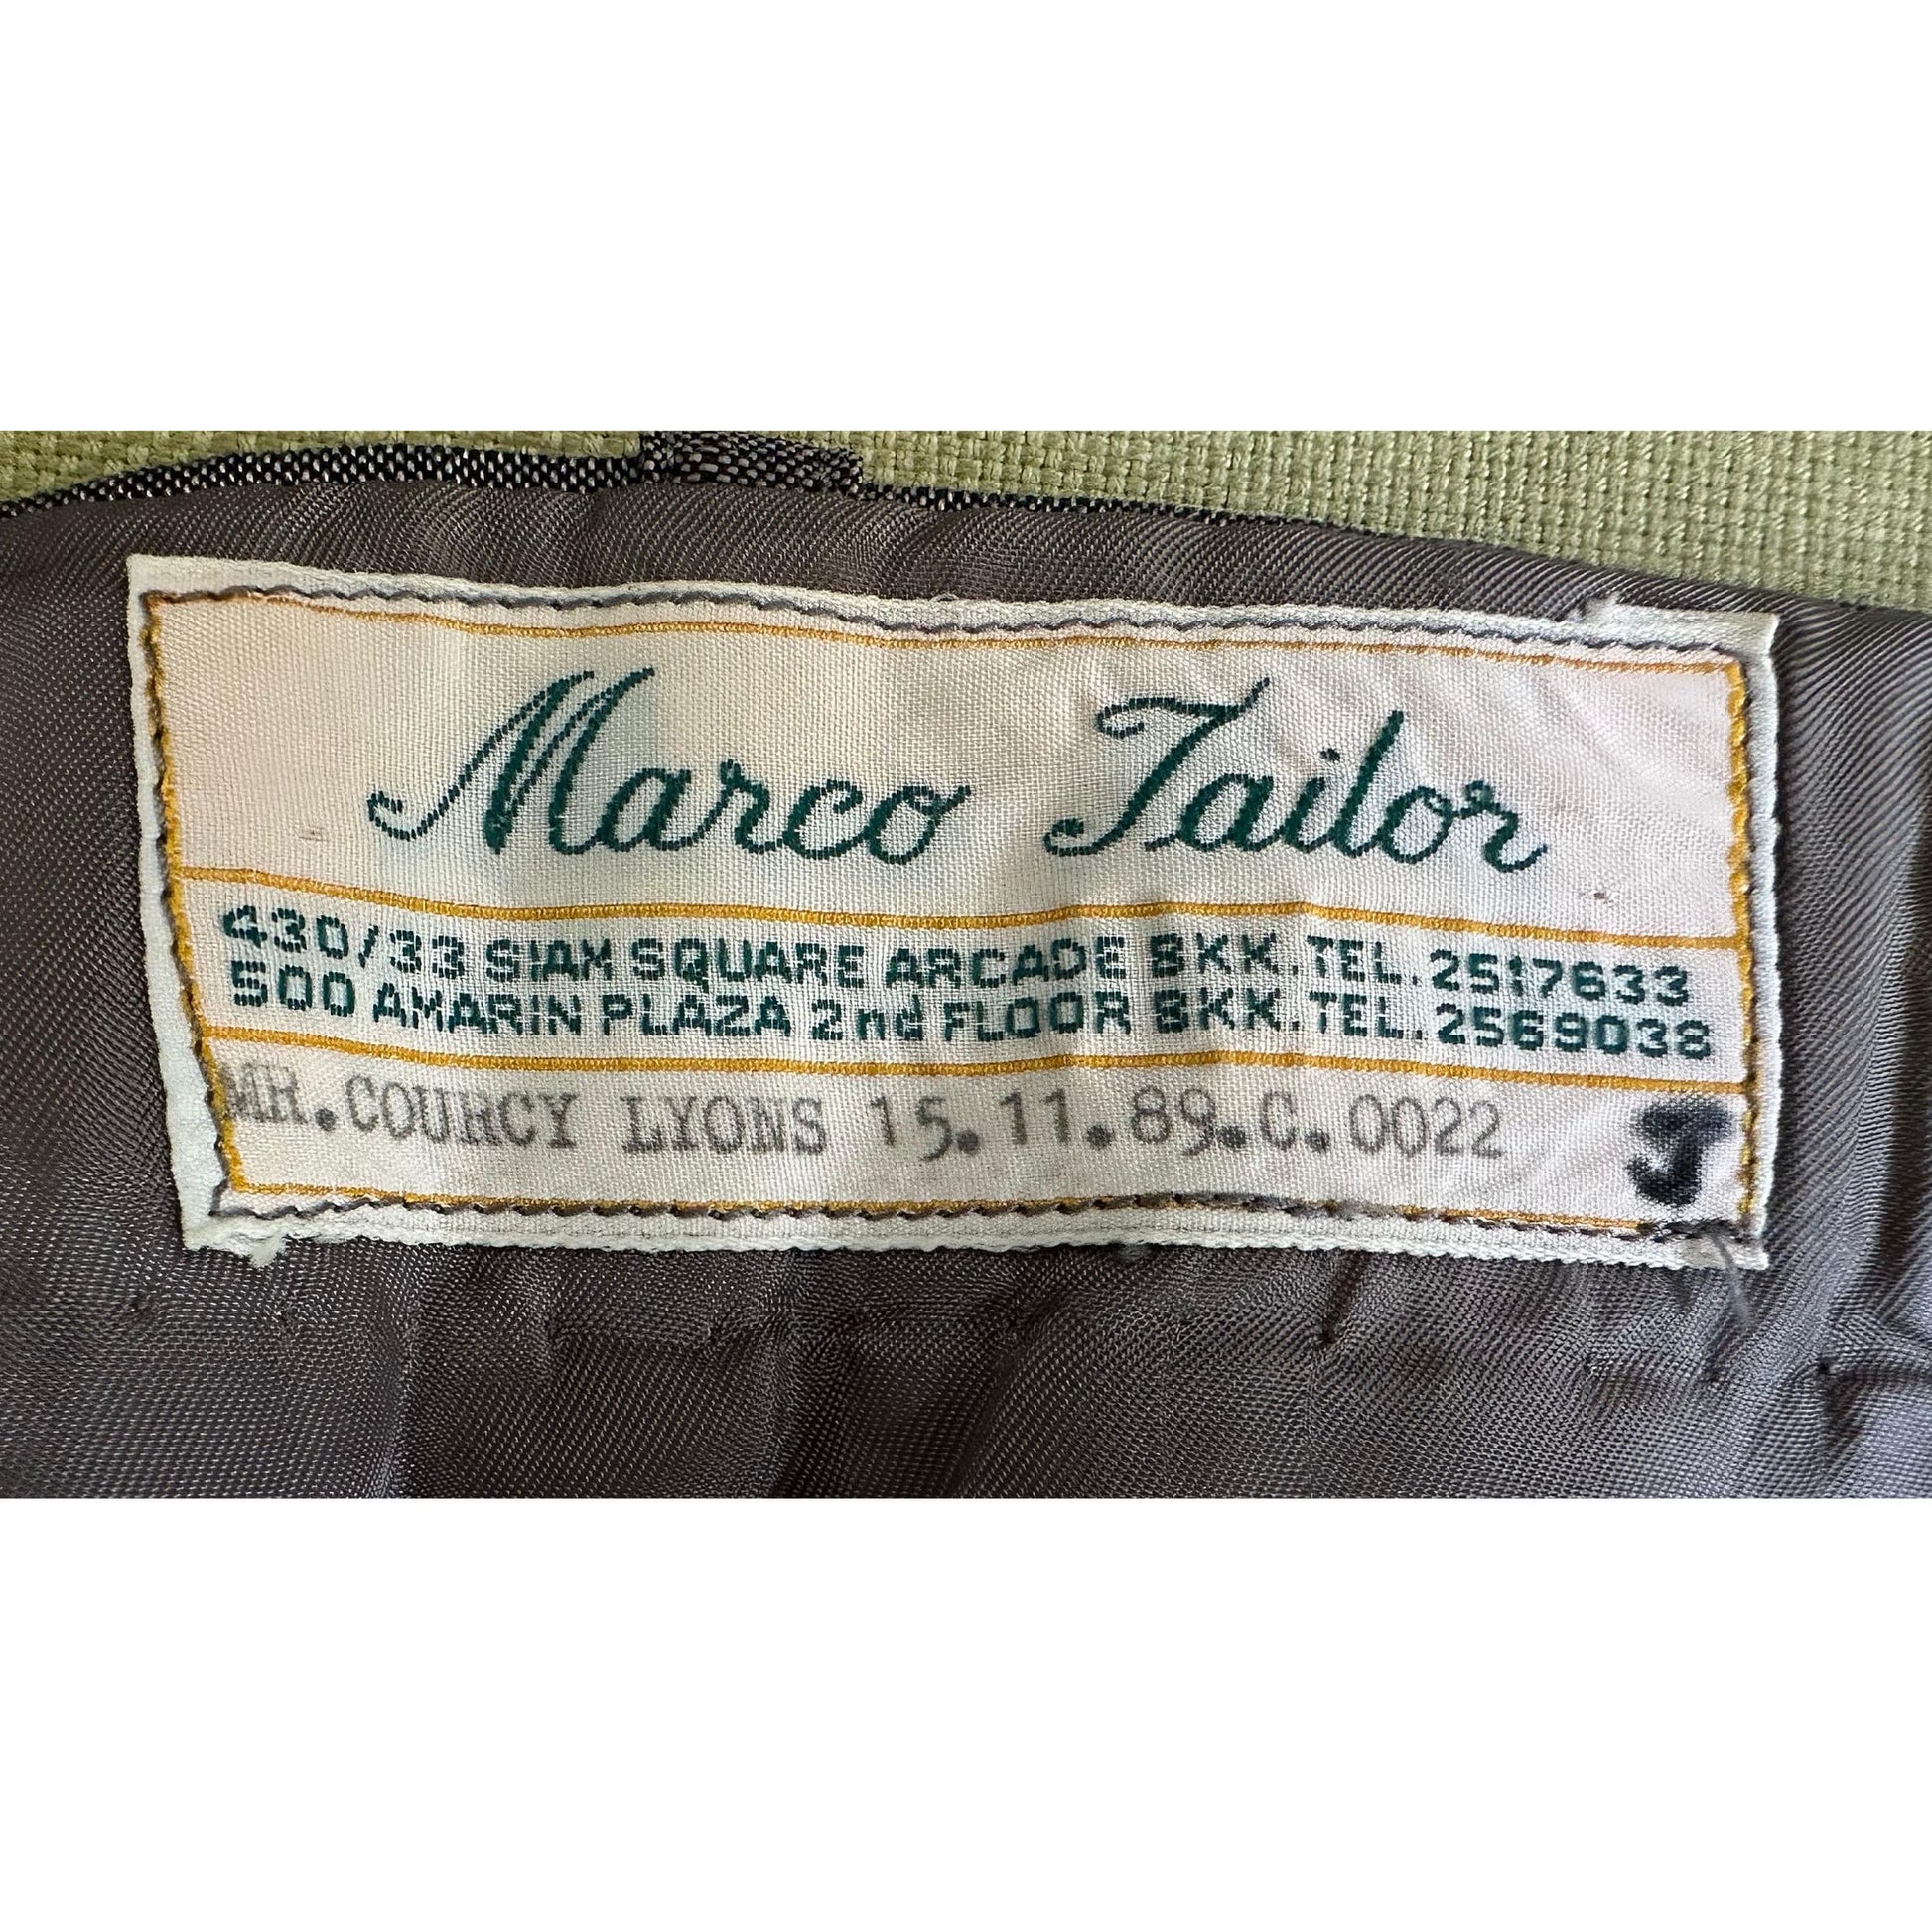 Marco Tailor
430/33 SIAM SQUARE ARCADE BKK. TEL. 2517633
500 AMARIN PLAZA 2nd FLOOR BKK. TEL. 2569038
MR.COURCY LYONS 15.11.89.C.0022 J